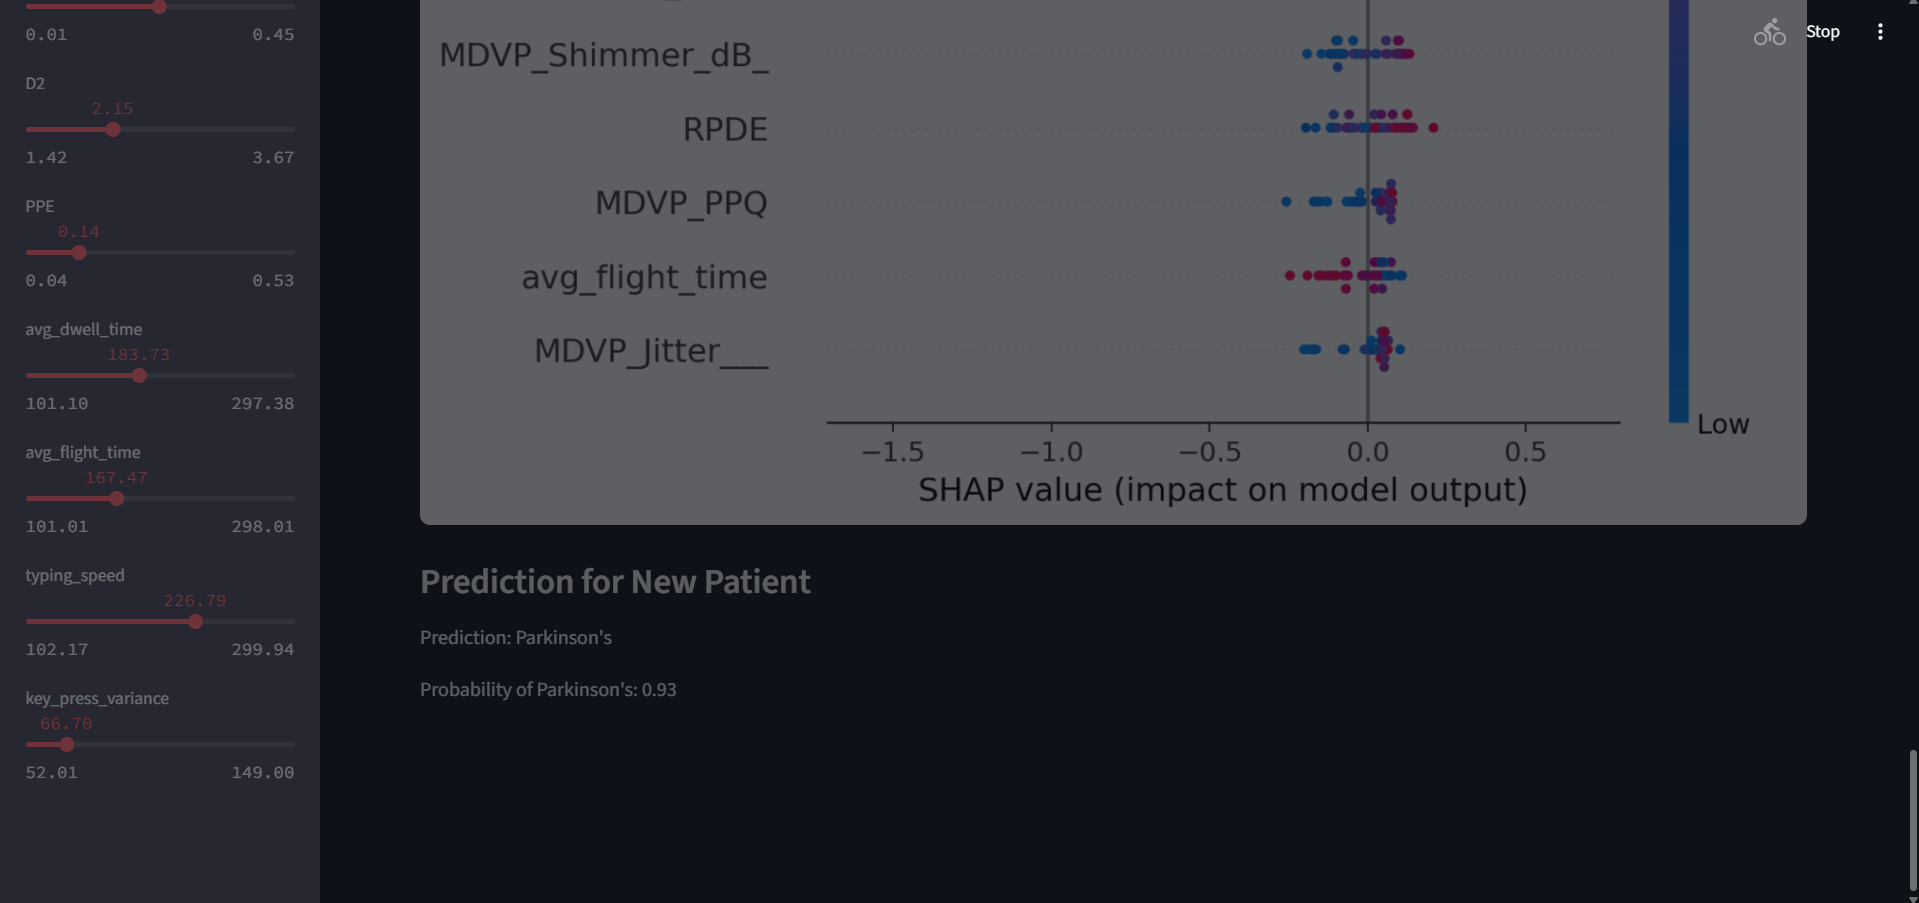 0.01 0.45
D2
2.15
1.42 3.67
PPE
0.14
0.04 0.53
avg_dwell_time
183.73
101.10 297.38
avg_flight_time
167.47
101.01 298.01
typing_speed
226.79
102.17 299.94
key_press_variance
66.70
52.01 149.00
Stop
MDVP_Shimmer_dB_
RPDE
MDVP_PPQ
avg_flight_time
MDVP_Jitter___
Low
−1.5 −1.0 −0.5 0.0 0.5
SHAP value (impact on model output)
Prediction for New Patient
Prediction: Parkinson's
Probability of Parkinson's: 0.93